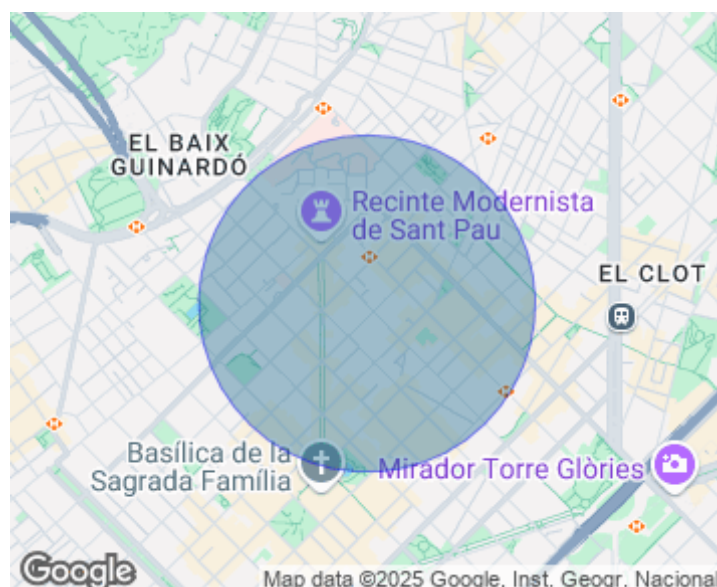 EL BAIX
GUINARDÓ
Recinte Modernista
de Sant Pau
EL CLOT
Basílica de la
Sagrada Família
Mirador Torre Glòries
Google
Map data ©2025 Google, Inst. Geogr. Nacional